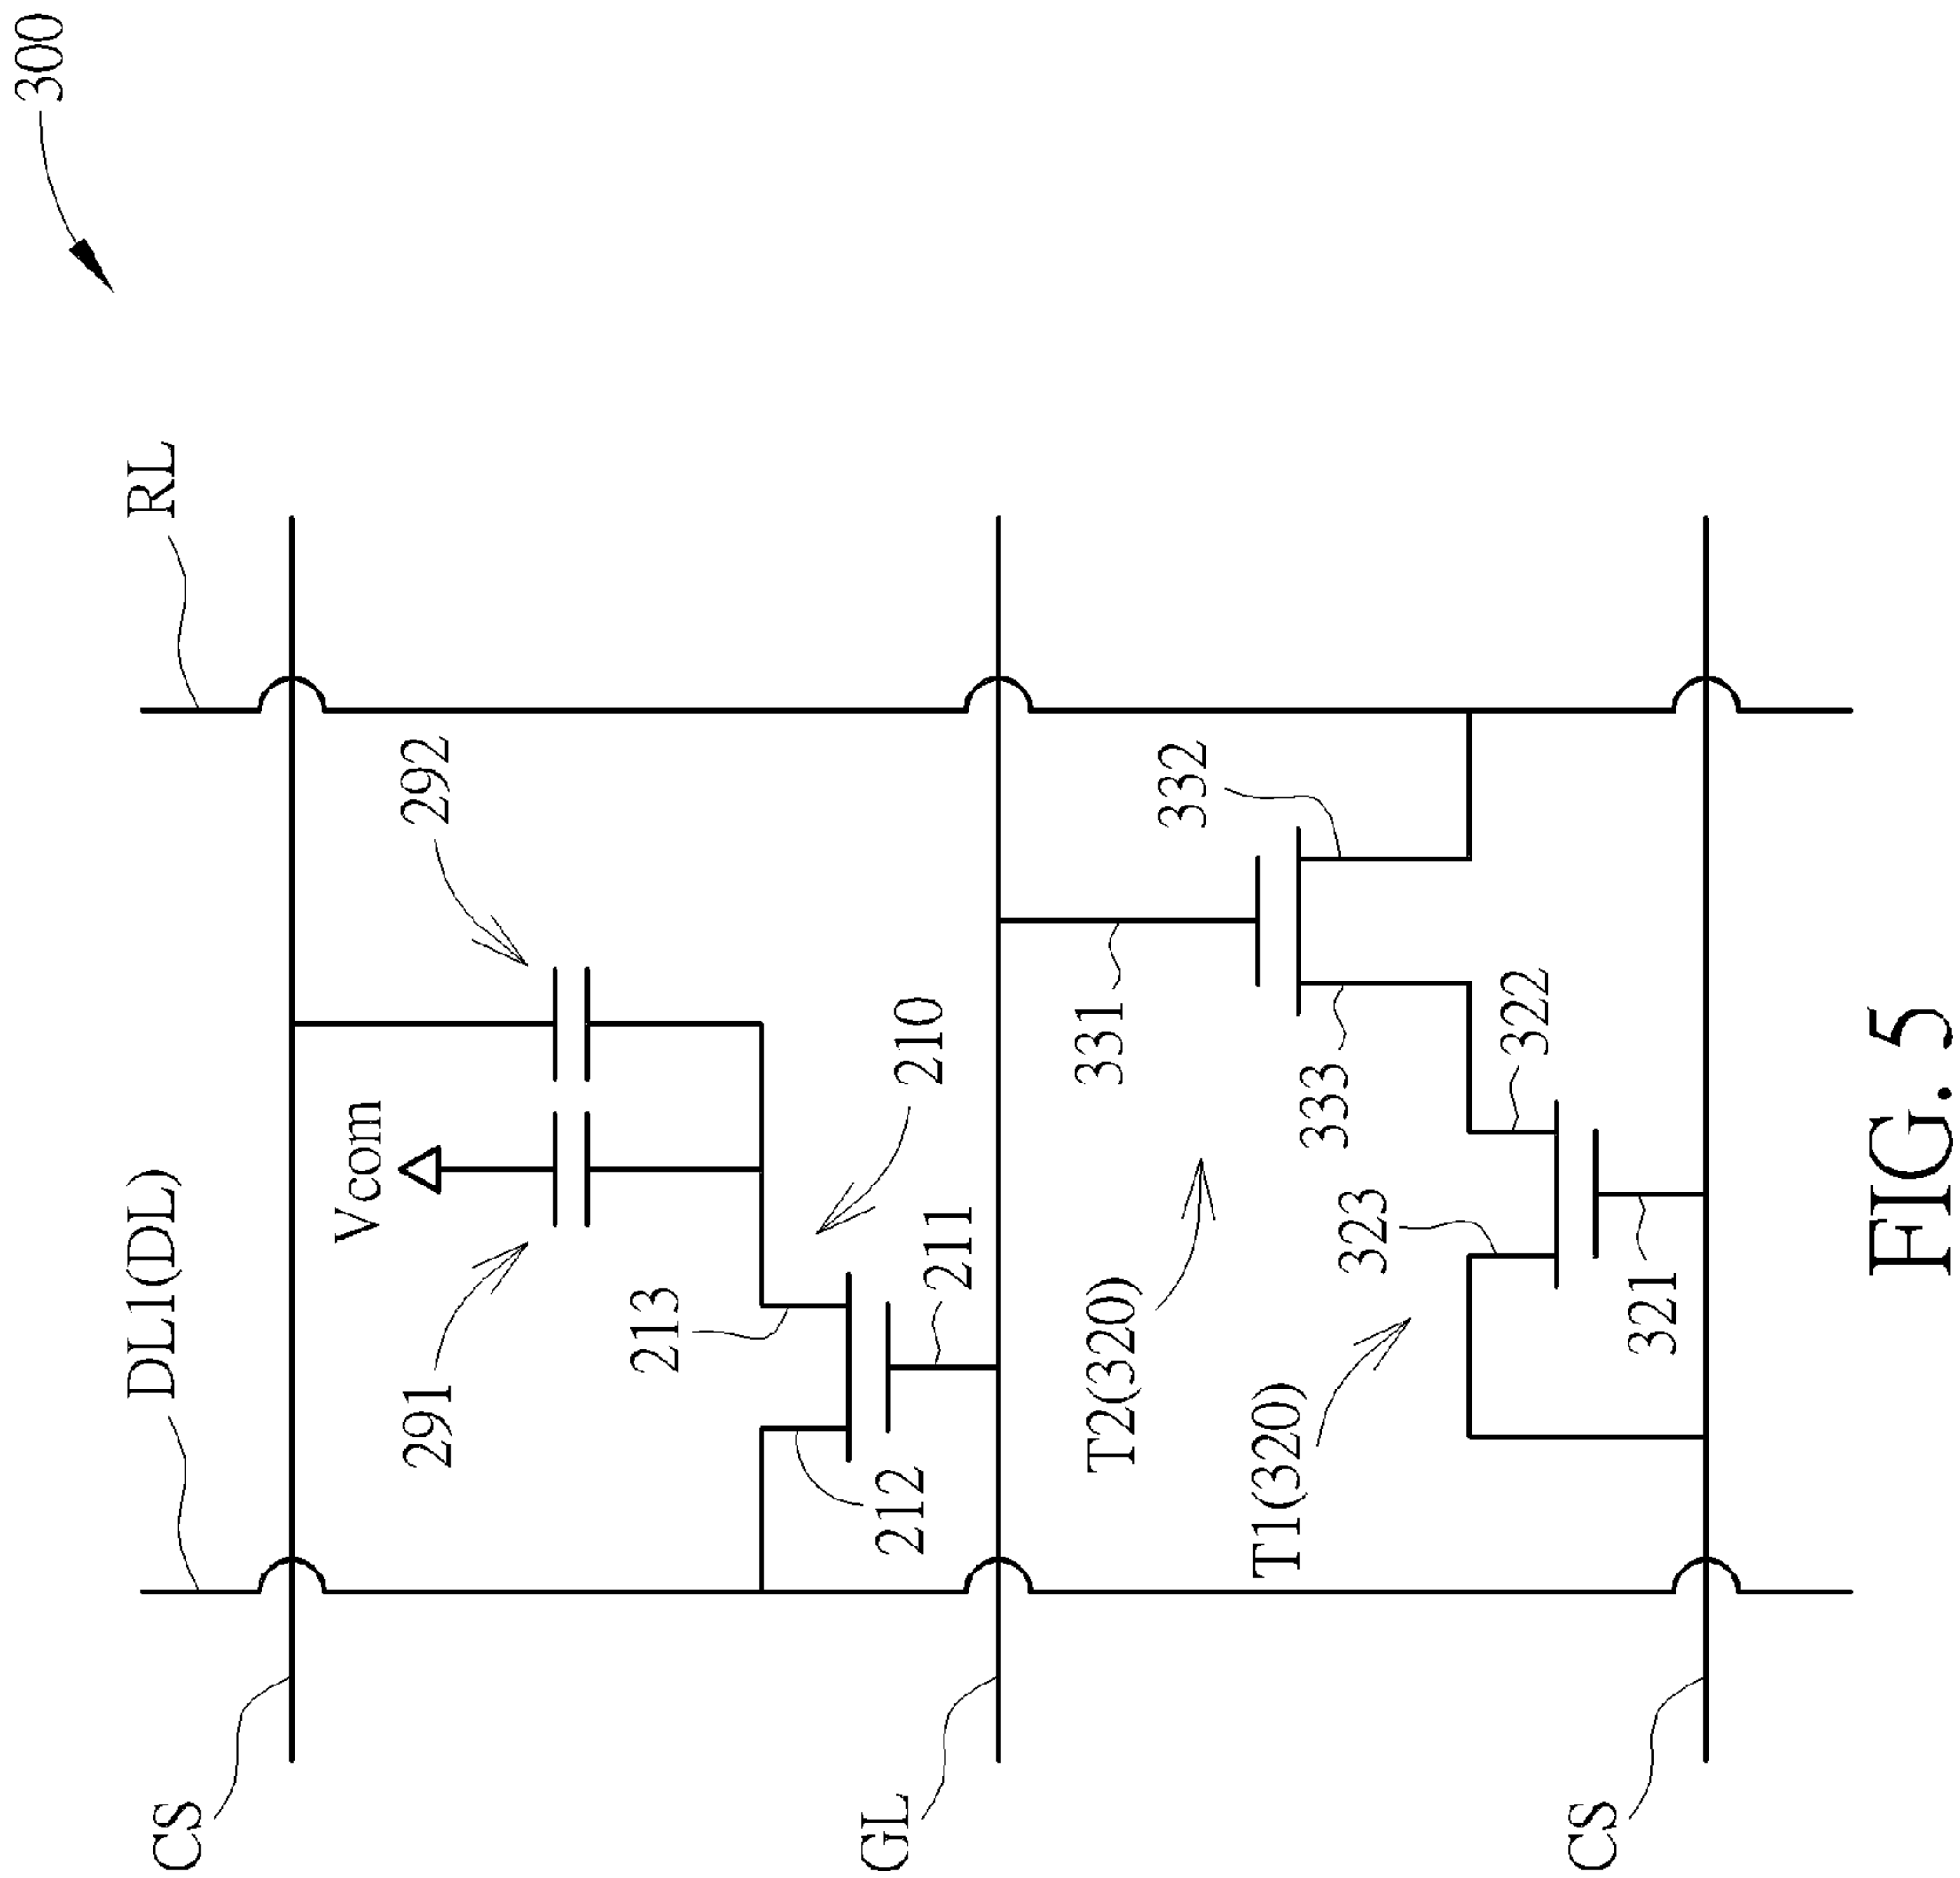 300
DL1(DL)
RL
CS
Vcom
291
292
213
210
212
211
GL
T2(320)
331
332
T1(320)
323
333
322
321
CS
FIG. 5